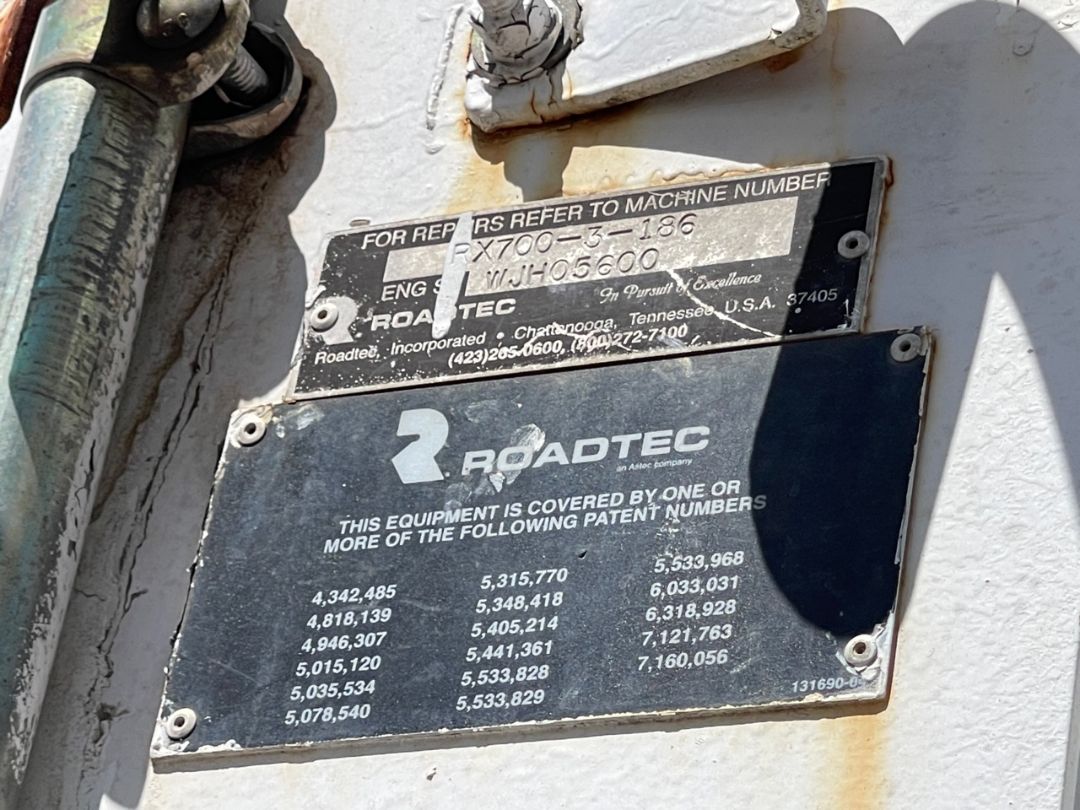 FOR REPAIRS REFER TO MACHINE NUMBER
RX700-3-186
ENG S WJH05600
ROADTEC In Pursuit of Excellence
Roadtec, Incorporated • Chattanooga, Tennessee U.S.A. 37405
(423)265-0600, (800)272-7100
ROADTEC
an Astec company
THIS EQUIPMENT IS COVERED BY ONE OR
MORE OF THE FOLLOWING PATENT NUMBERS
4,342,485 5,315,770 5,533,968
4,818,139 5,348,418 6,033,031
4,946,307 5,405,214 6,318,928
5,015,120 5,441,361 7,121,763
5,035,534 5,533,828 7,160,056
5,078,540 5,533,829
131690-04